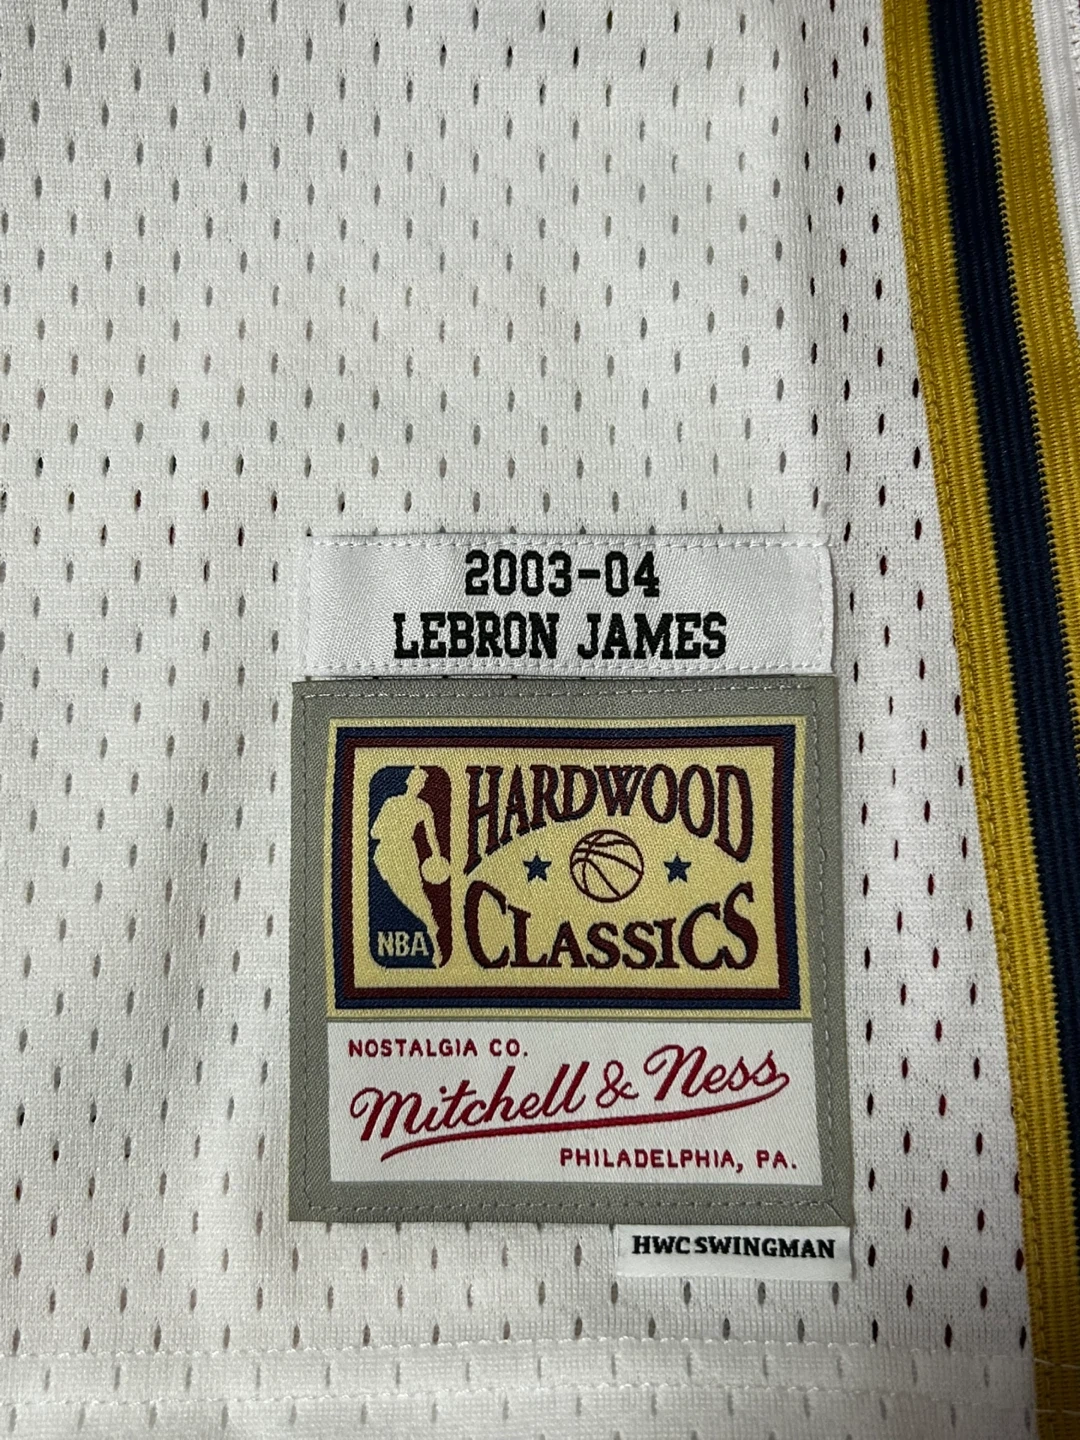 2003-04
LEBRON JAMES
HARDWOOD
CLASSICS
NBA
NOSTALGIA CO.
Mitchell & Ness
PHILADELPHIA, PA.
HWC SWINGMAN